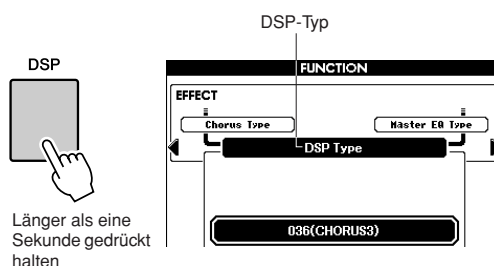 DSP-Typ
DSP
FUNCTION
EFFECT
Chorus Type
Master EQ Type
DSP Type
036(CHORUS3)
Länger als eine
Sekunde gedrückt
halten